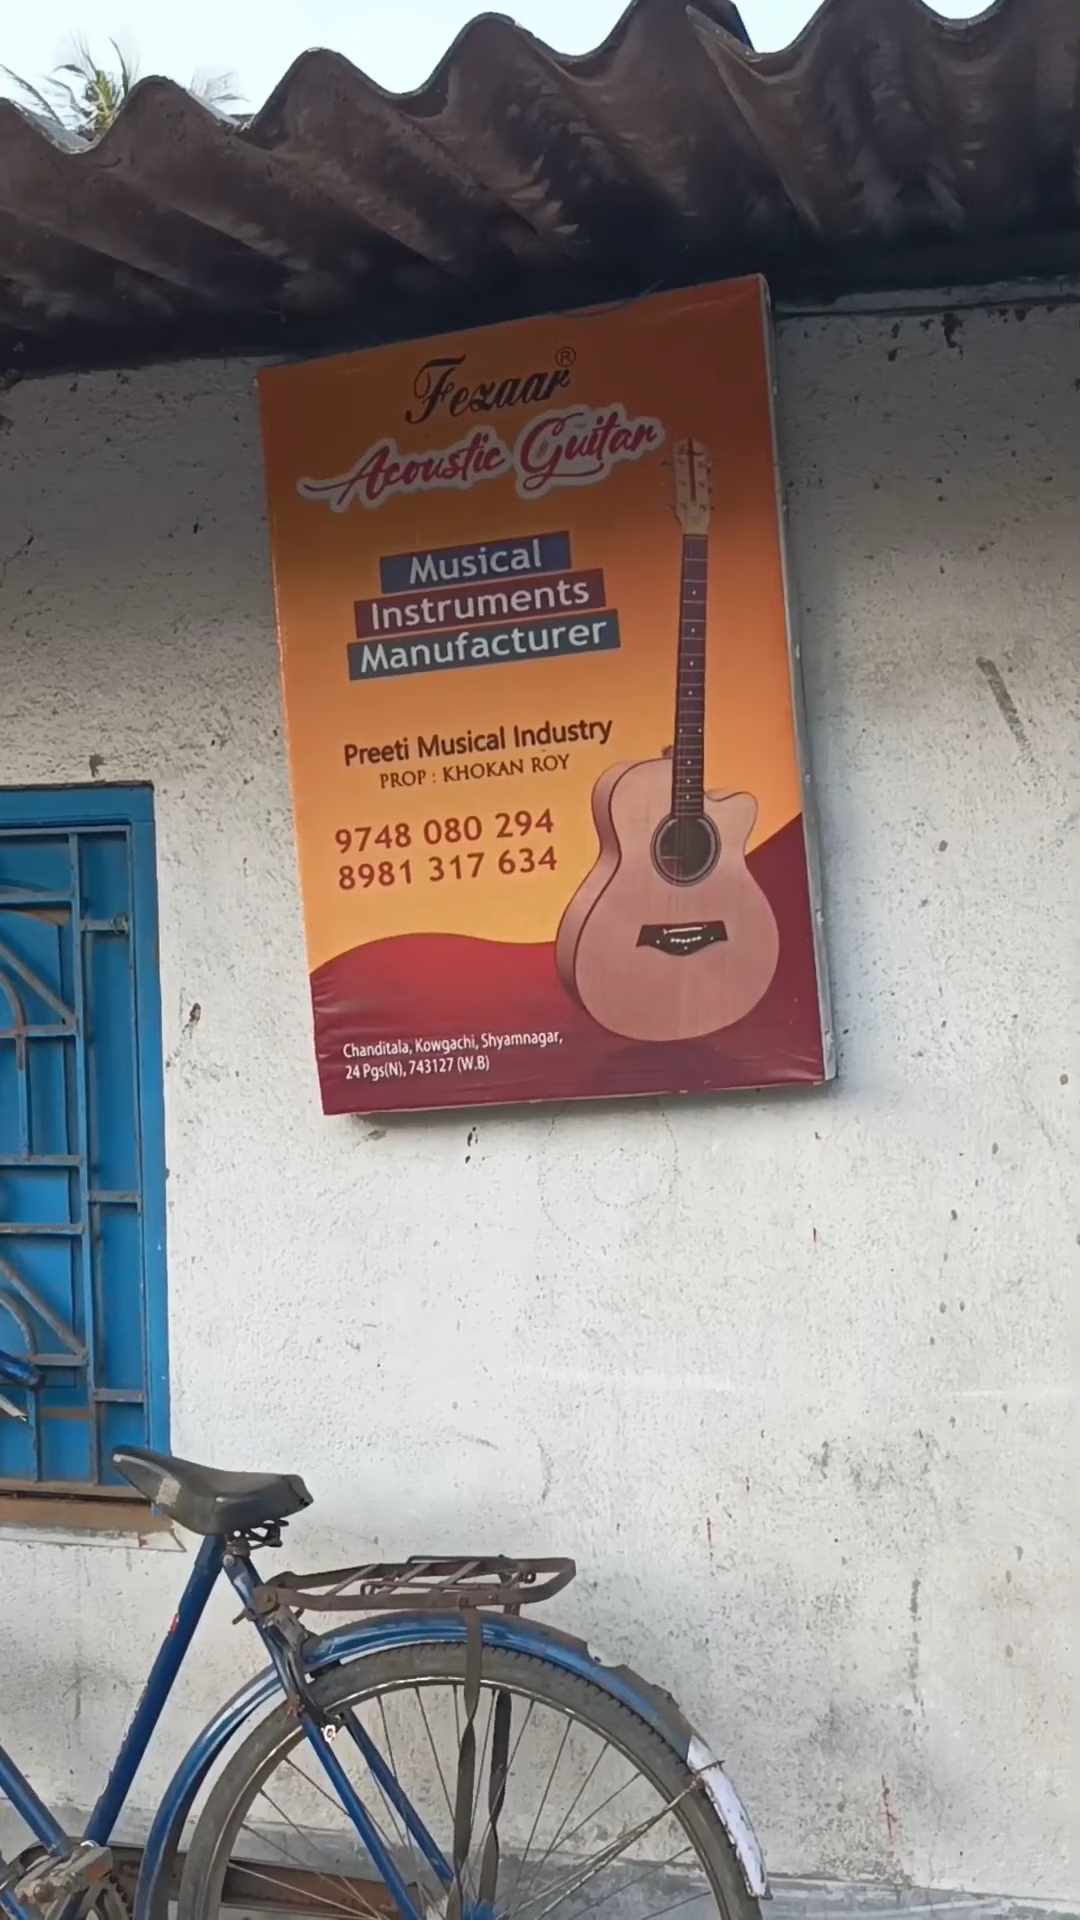 Fezaar®
Acoustic Guitar
Musical
Instruments
Manufacturer
Preeti Musical Industry
PROP : KHOKAN ROY
9748 080 294
8981 317 634
Chanditala, Kowgachi, Shyamnagar,
24 Pgs(N), 743127 (W.B)